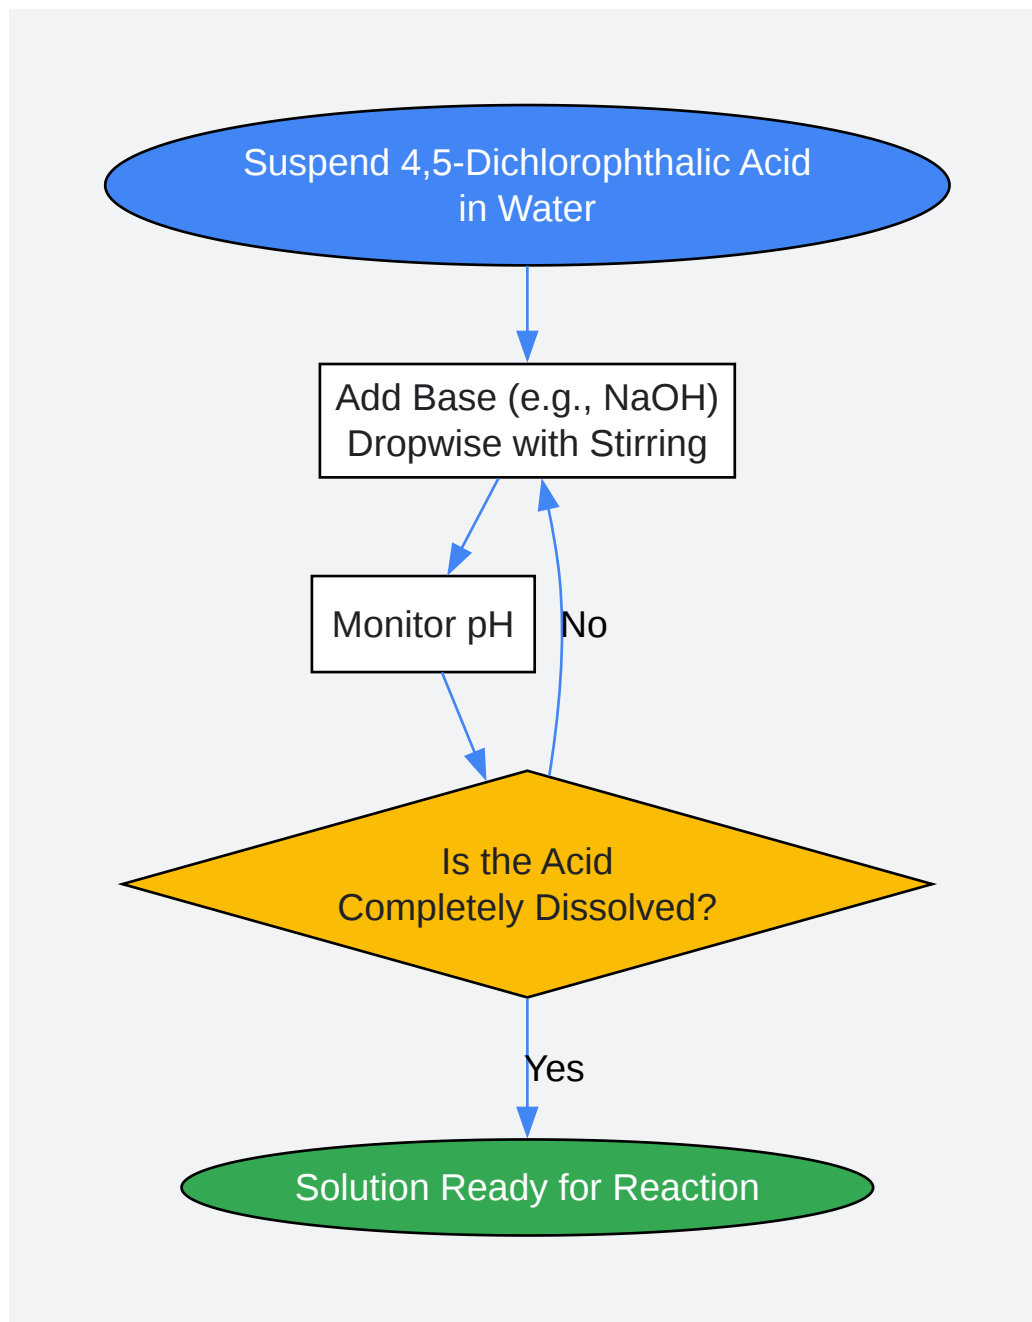 Suspend 4,5-Dichlorophthalic Acid
in Water
Add Base (e.g., NaOH)
Dropwise with Stirring
Monitor pH
No
Is the Acid
Completely Dissolved?
Yes
Solution Ready for Reaction